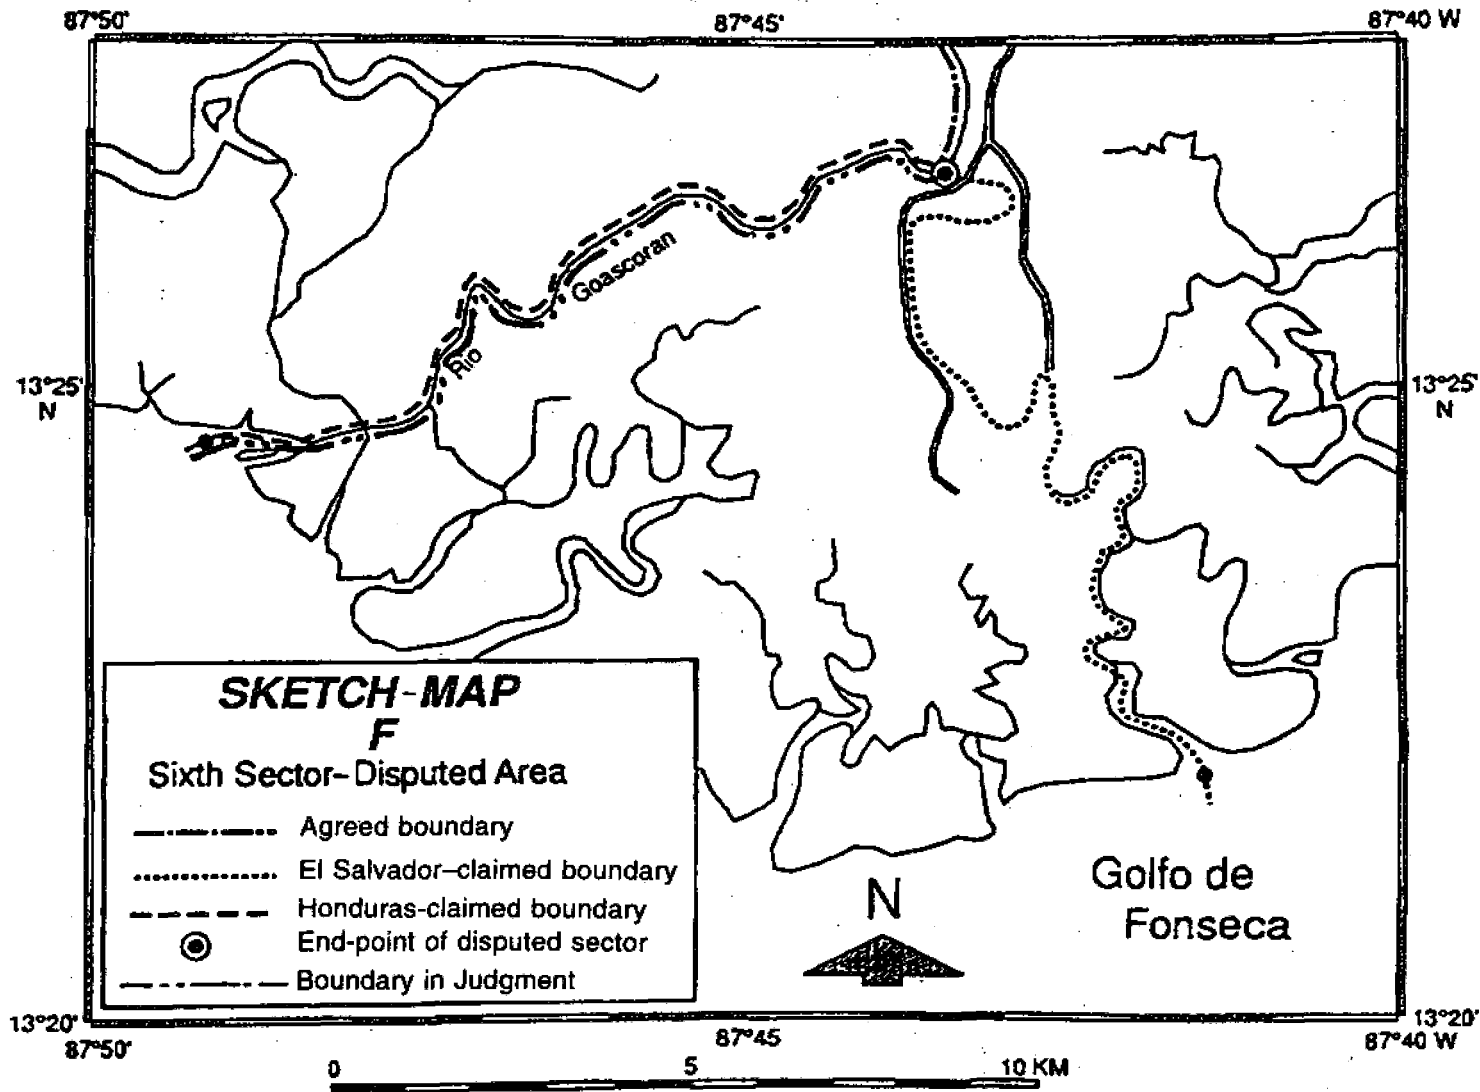 87°50' 87°45' 87°40 W
Goascoran
Rio
13°25' N
13°25' N
SKETCH-MAP
F
Sixth Sector-Disputed Area
Agreed boundary
El Salvador-claimed boundary
Honduras-claimed boundary
End-point of disputed sector
Boundary in Judgment
N
Golfo de
Fonseca
13°20' 13°20'
87°50' 87°45' 87°40 W
0 5 10 KM